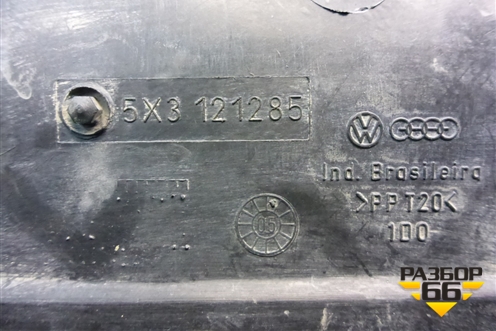 5X3 121285
Ind. Brasileira
>PP T20<
1D0
РАЗБОР
66